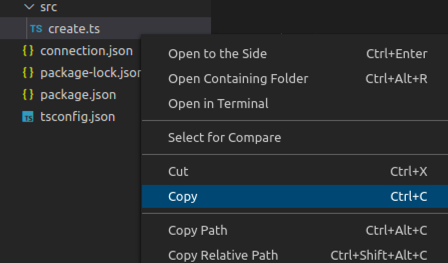 src
TS create.ts
{} connection.json
{} package-lock.json
{} package.json
TS tsconfig.json
Open to the Side Ctrl+Enter
Open Containing Folder Ctrl+Alt+R
Open in Terminal
Select for Compare
Cut Ctrl+X
Copy Ctrl+C
Copy Path Ctrl+Alt+C
Copy Relative Path Ctrl+Shift+Alt+C